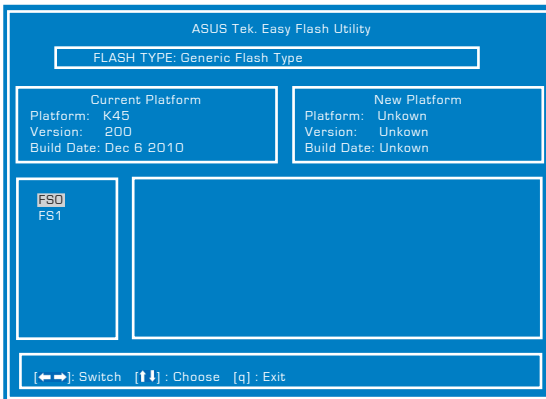 ASUS Tek. Easy Flash Utility
FLASH TYPE: Generic Flash Type
Current Platform
Platform: K45
Version: 200
Build Date: Dec 6 2010
New Platform
Platform: Unkown
Version: Unkown
Build Date: Unkown
FS0
FS1
[←→]: Switch [↑↓] : Choose [q] : Exit